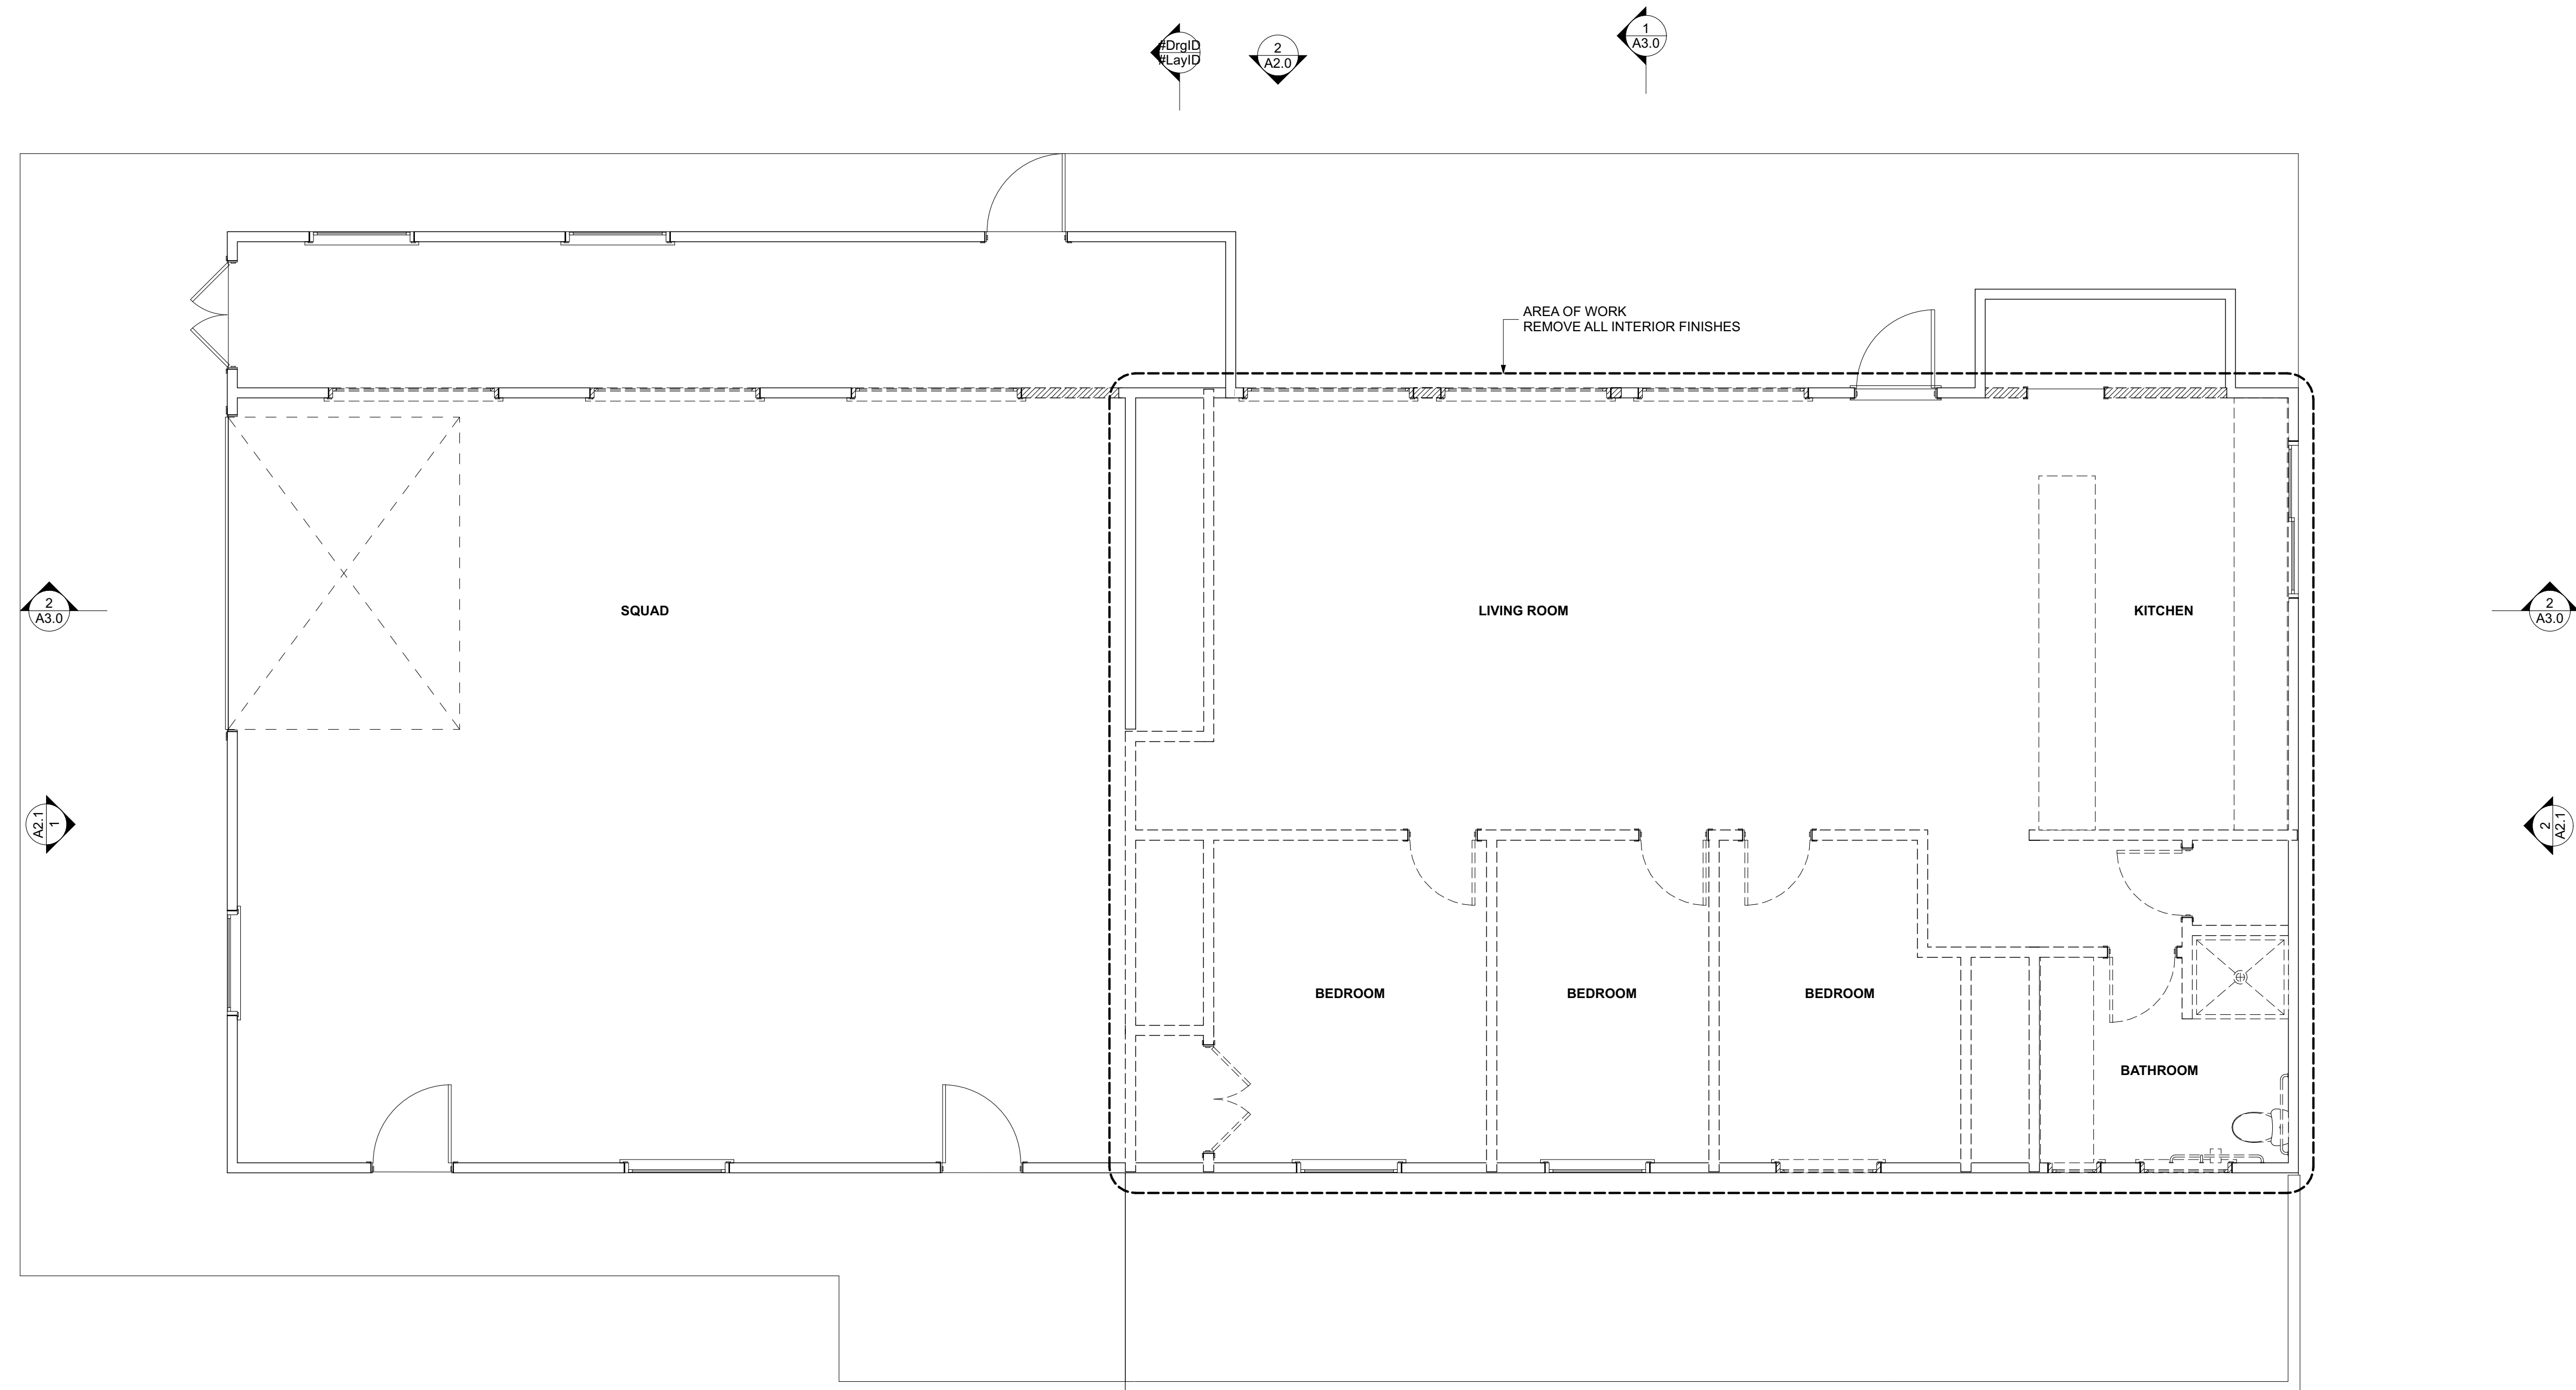 #DrgID
#LayID
2
A2.0
1
A3.0
AREA OF WORK
REMOVE ALL INTERIOR FINISHES
2
A3.0
SQUAD
LIVING ROOM
KITCHEN
2
A3.0
A2.1
1
2
A2.1
BEDROOM
BEDROOM
BEDROOM
BATHROOM